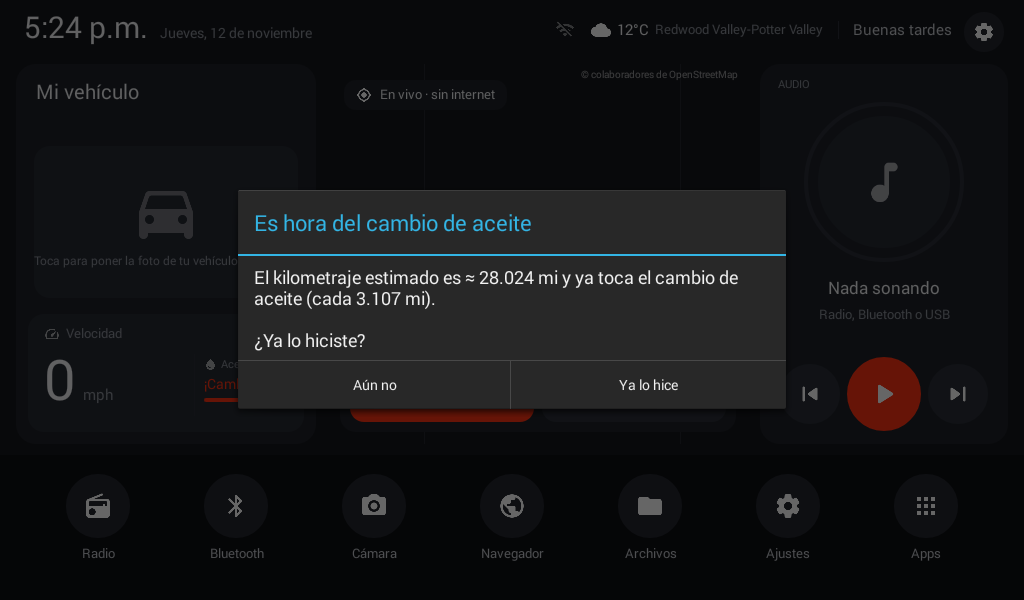 5:24 p.m.
Jueves, 12 de noviembre
12°C
Redwood Valley-Potter Valley
Buenas tardes
Mi vehículo
Toca para poner la foto de tu vehículo
Velocidad
0 mph
En vivo · sin internet
© colaboradores de OpenStreetMap
AUDIO
Nada sonando
Radio, Bluetooth o USB
Es hora del cambio de aceite
El kilometraje estimado es ≈ 28.024 mi y ya toca el cambio de
aceite (cada 3.107 mi).
¿Ya lo hiciste?
Aún no
Ya lo hice
Radio
Bluetooth
Cámara
Navegador
Archivos
Ajustes
Apps